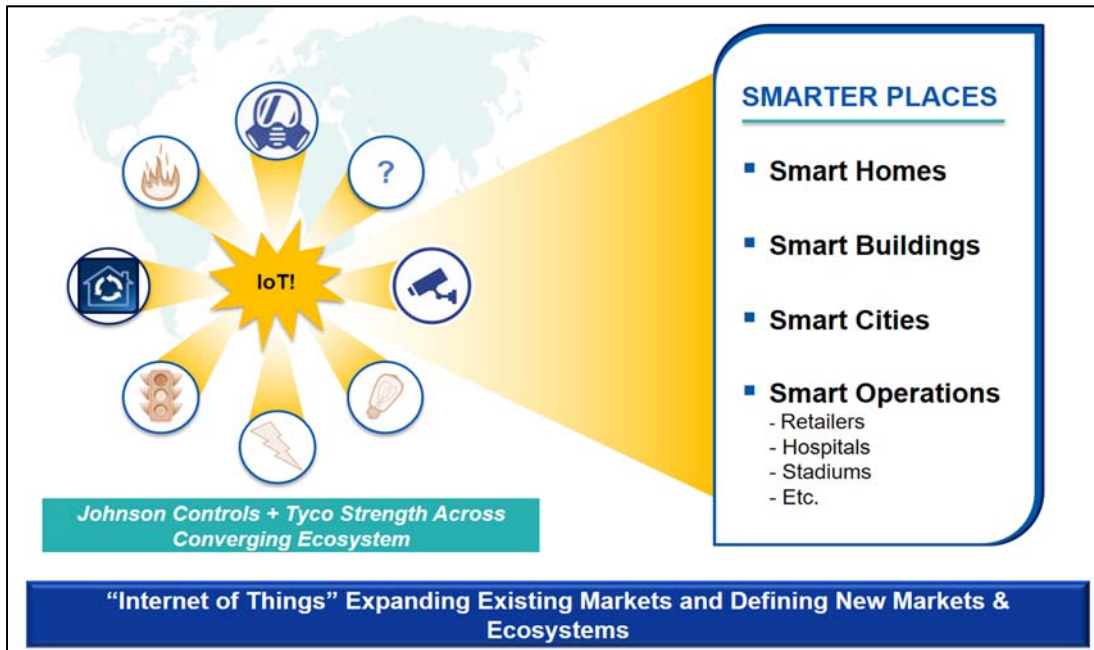 SMARTER PLACES
▪ Smart Homes
▪ Smart Buildings
▪ Smart Cities
▪ Smart Operations
- Retailers
- Hospitals
- Stadiums
- Etc.
?
IoT!
Johnson Controls + Tyco Strength Across
Converging Ecosystem
“Internet of Things” Expanding Existing Markets and Defining New Markets &
Ecosystems